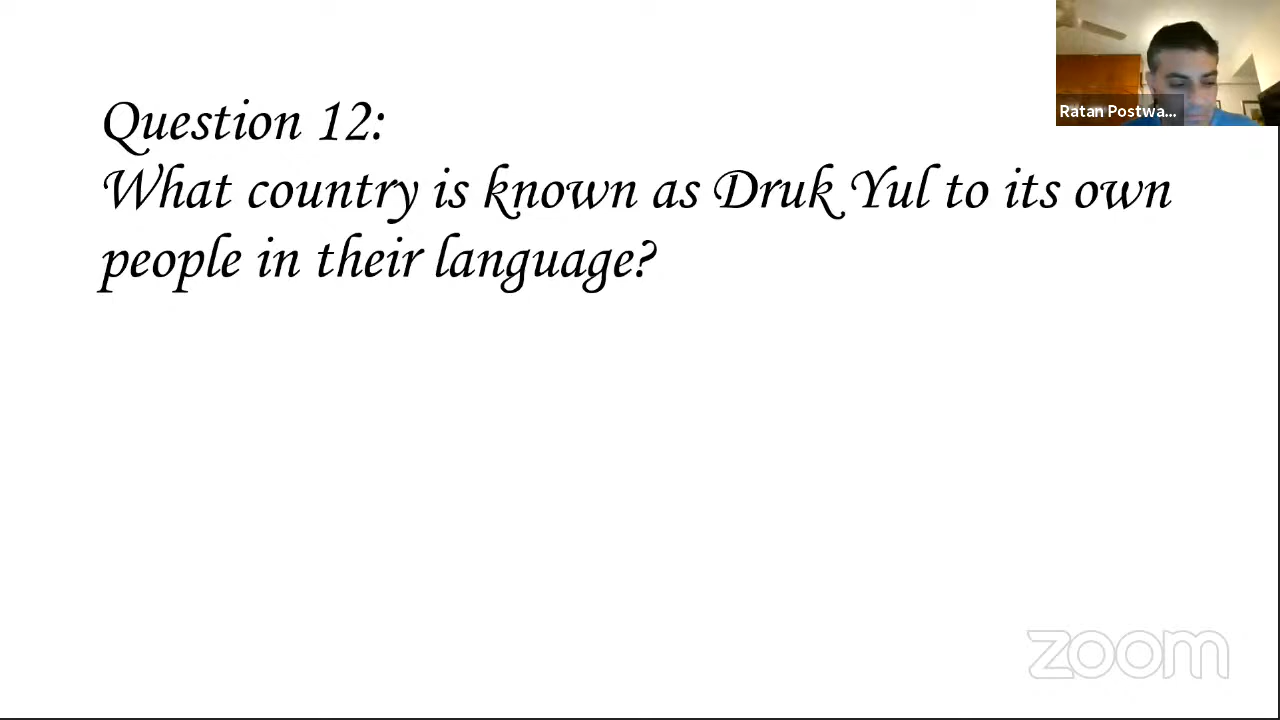 Ratan Postwa...
Question 12:
What country is known as Druk Yul to its own
people in their language?
zoom